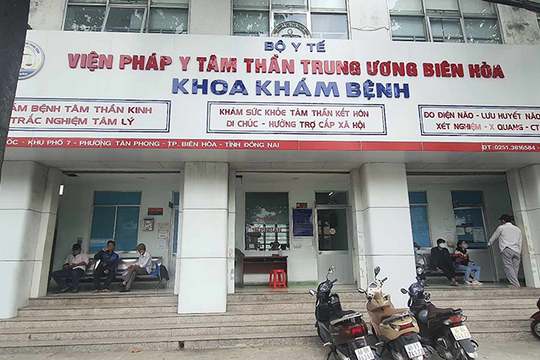 BỘ Y TẾ
VIỆN PHÁP Y TÂM THẦN TRUNG ƯƠNG BIÊN HÒA
KHOA KHÁM BỆNH
ÁM BỆNH TÂM THẦN KINH
TRẮC NGHIỆM TÂM LÝ
KHÁM SỨC KHỎE TÂM THẦN KẾT HÔN
DI CHÚC - HƯỞNG TRỢ CẤP XÃ HỘI
ĐO ĐIỆN NÃO - LƯU HUYẾT NÃO
XÉT NGHIỆM - X QUANG - CT
ỐC - KHU PHỐ 7 - PHƯỜNG TÂN PHONG - TP. BIÊN HÒA - TỈNH ĐỒNG NAI
ĐT: 0251.3816584